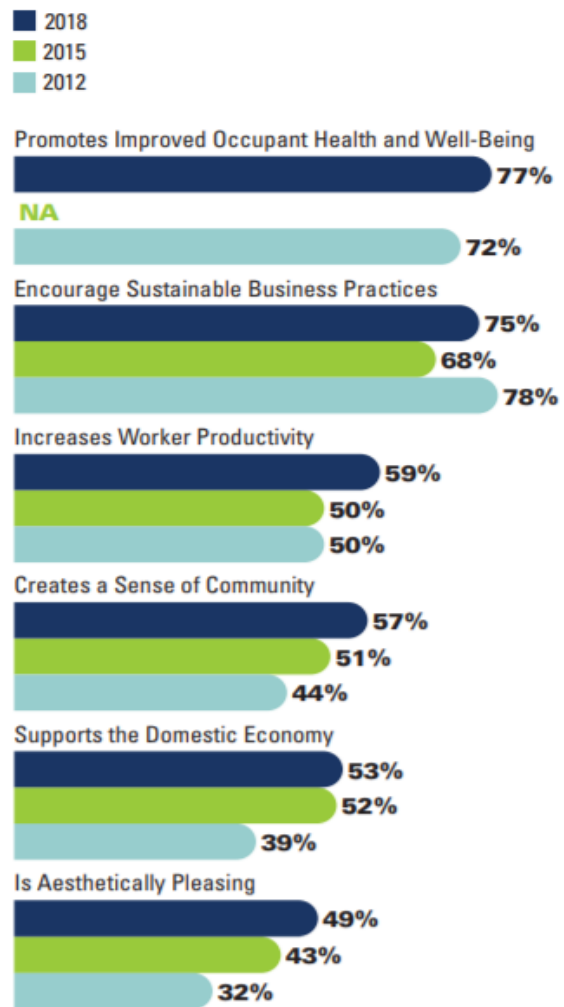 2018
2015
2012
Promotes Improved Occupant Health and Well-Being
77%
NA
72%
Encourage Sustainable Business Practices
75%
68%
78%
Increases Worker Productivity
59%
50%
50%
Creates a Sense of Community
57%
51%
44%
Supports the Domestic Economy
53%
52%
39%
Is Aesthetically Pleasing
49%
43%
32%